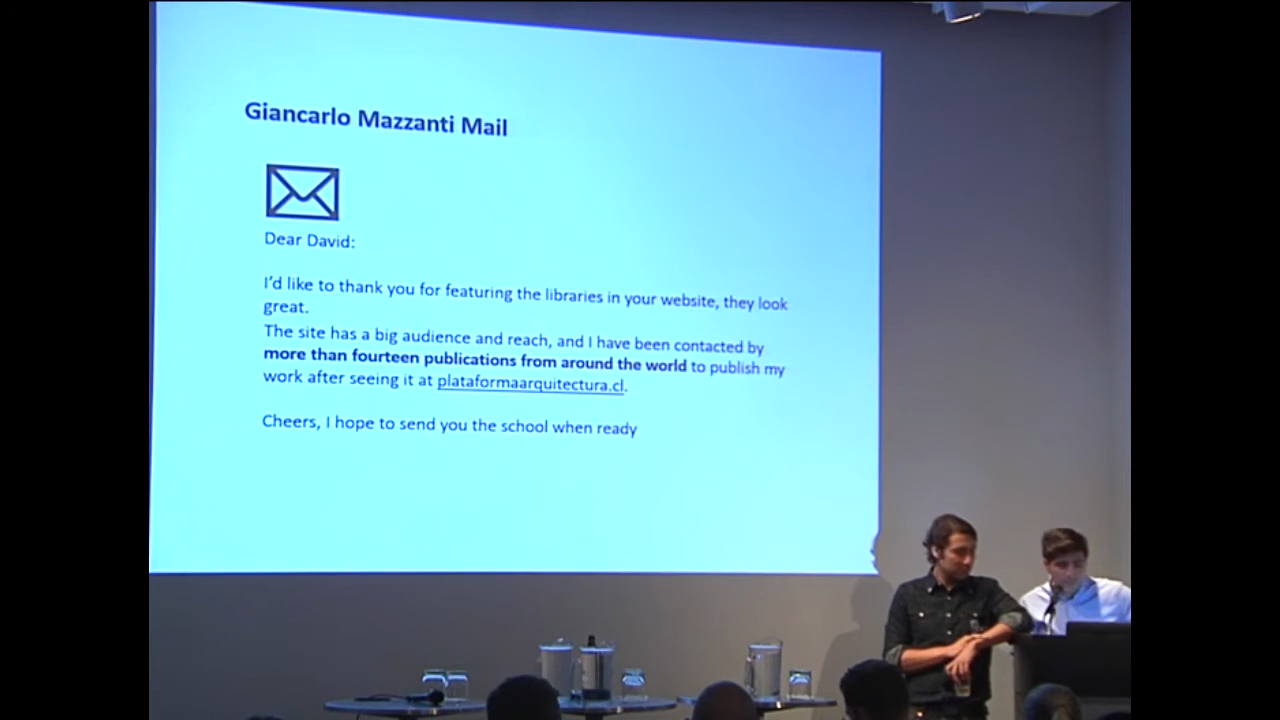 Giancarlo Mazzanti Mail
Dear David:
I'd like to thank you for featuring the libraries in your website, they look
great.
The site has a big audience and reach, and I have been contacted by
more than fourteen publications from around the world to publish my
work after seeing it at plataformaarquitectura.cl.
Cheers, I hope to send you the school when ready